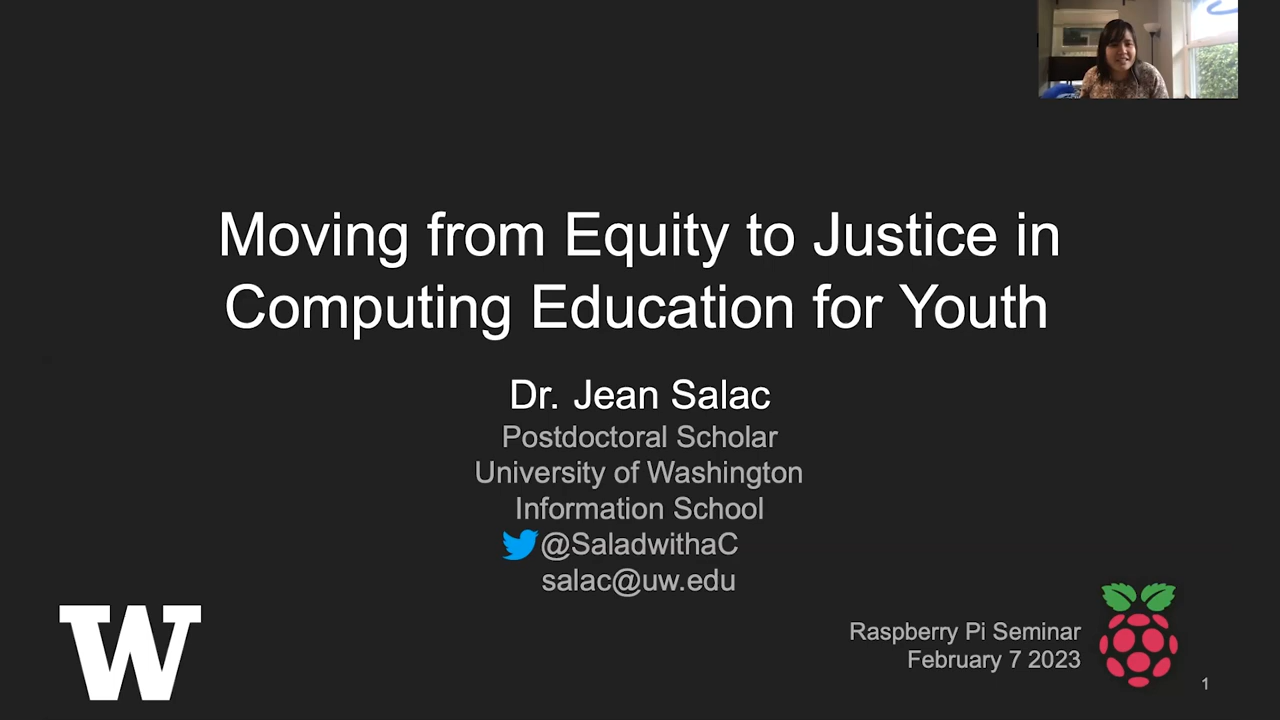 Moving from Equity to Justice in
Computing Education for Youth
Dr. Jean Salac
Postdoctoral Scholar
University of Washington
Information School
@SaladwithaC
salac@uw.edu
W
Raspberry Pi Seminar
February 7 2023
1